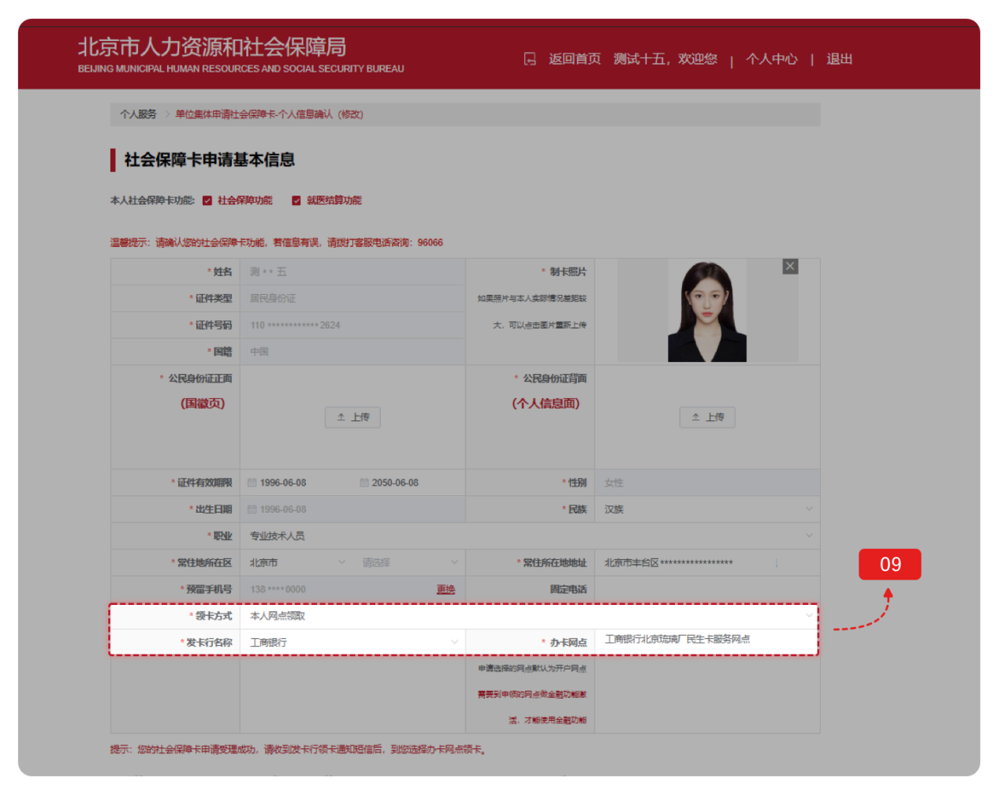 北京市人力资源和社会保障局
BEIJING MUNICIPAL HUMAN RESOURCES AND SOCIAL SECURITY BUREAU
返回首页 测试十五，欢迎您 | 个人中心 | 退出
个人服务 > 单位集体申请社会保障卡-个人信息确认（修改）
社会保障卡申请基本信息
本人社会保障卡功能: 社会保障功能 就医结算功能
温馨提示：请确认您的社会保障卡功能，若信息有误，请拨打客服电话咨询：96066
* 姓名 测 ** 五 * 制卡照片
* 证件类型 居民身份证 如果照片与本人实际情况差距较
* 证件号码 110 ************ 2624 大，可以点击图片重新上传
* 国籍 中国
* 公民身份证正面 * 公民身份证背面
(国徽页) (个人信息面)
上传 上传
* 证件有效期限 1996-06-08 2050-06-08 * 性别 女性
* 出生日期 1996-06-08 * 民族 汉族
* 职业 专业技术人员
* 常住地所在区 北京市 请选择 * 常住所在地地址 北京市丰台区*****************
09
* 预留手机号 138 **** 0000 更换 固定电话
* 领卡方式 本人网点领取
* 发卡行名称 工商银行 * 办卡网点 工商银行北京琉璃厂民生卡服务网点
申请选择的网点默认为开户网点
需要到申领的网点做金融功能激
活，才能使用金融功能
提示：您的社会保障卡申请受理成功，请收到发卡行领卡通知短信后，到您选择办卡网点领卡。